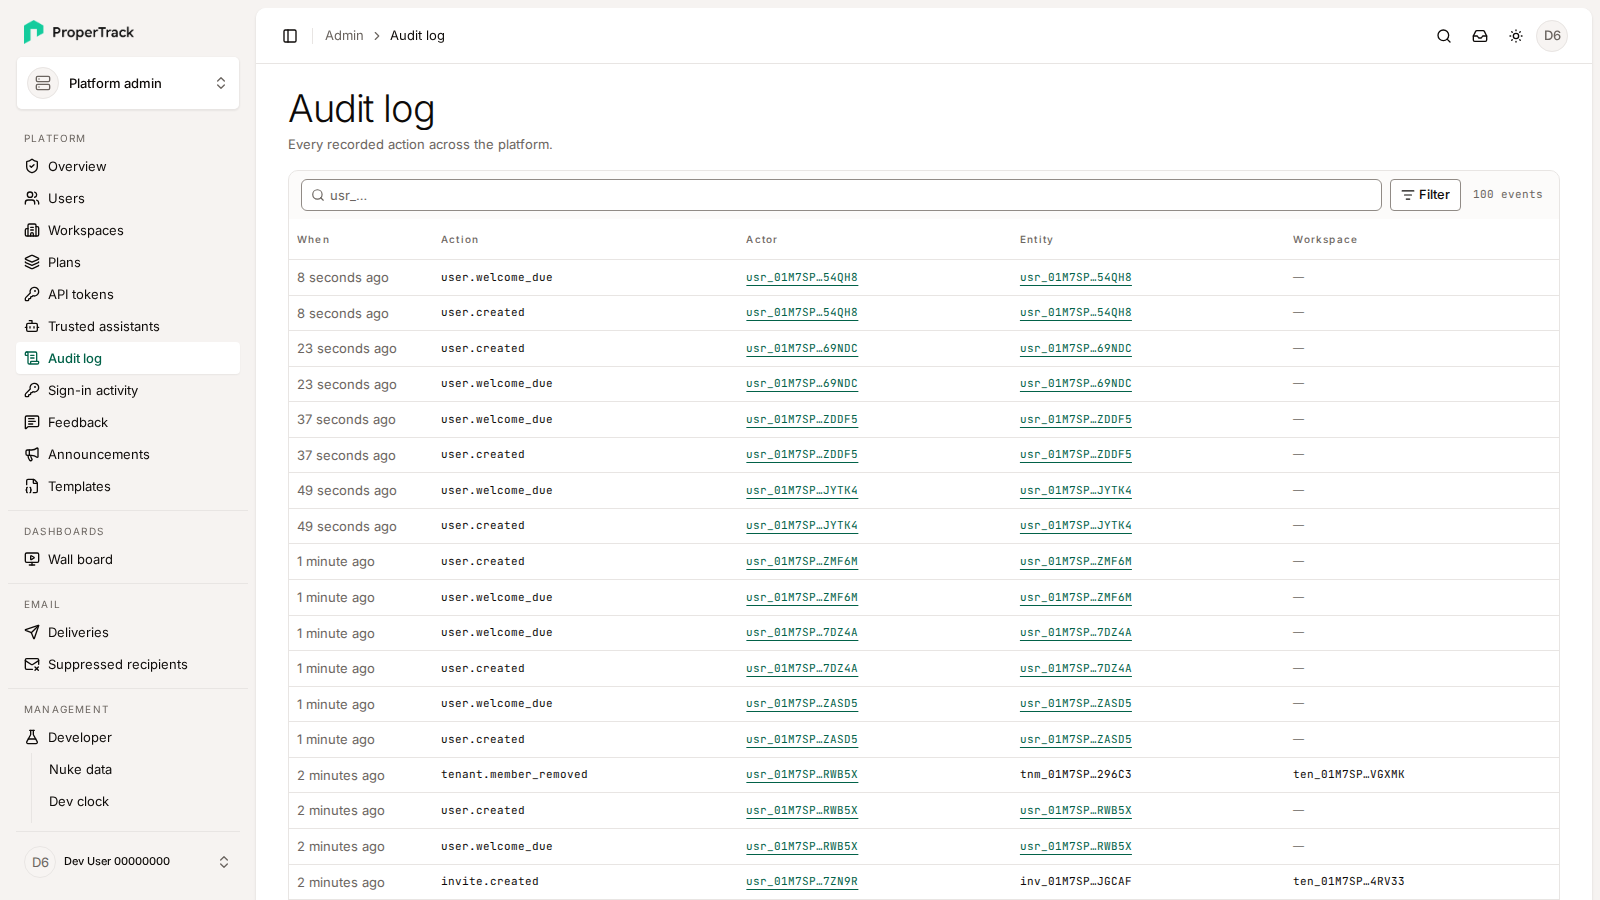 ProperTrack
Platform admin
PLATFORM
Overview
Users
Workspaces
Plans
API tokens
Trusted assistants
Audit log
Sign-in activity
Feedback
Announcements
Templates
DASHBOARDS
Wall board
EMAIL
Deliveries
Suppressed recipients
MANAGEMENT
Developer
Nuke data
Dev clock
D6 Dev User 00000000
Admin > Audit log
D6
Audit log
Every recorded action across the platform.
usr_…
Filter
100 events
When Action Actor Entity Workspace
8 seconds ago user.welcome_due usr_01M7SP…54QH8 usr_01M7SP…54QH8 —
8 seconds ago user.created usr_01M7SP…54QH8 usr_01M7SP…54QH8 —
23 seconds ago user.created usr_01M7SP…69NDC usr_01M7SP…69NDC —
23 seconds ago user.welcome_due usr_01M7SP…69NDC usr_01M7SP…69NDC —
37 seconds ago user.welcome_due usr_01M7SP…ZDDF5 usr_01M7SP…ZDDF5 —
37 seconds ago user.created usr_01M7SP…ZDDF5 usr_01M7SP…ZDDF5 —
49 seconds ago user.welcome_due usr_01M7SP…JYTK4 usr_01M7SP…JYTK4 —
49 seconds ago user.created usr_01M7SP…JYTK4 usr_01M7SP…JYTK4 —
1 minute ago user.created usr_01M7SP…ZMF6M usr_01M7SP…ZMF6M —
1 minute ago user.welcome_due usr_01M7SP…ZMF6M usr_01M7SP…ZMF6M —
1 minute ago user.welcome_due usr_01M7SP…7DZ4A usr_01M7SP…7DZ4A —
1 minute ago user.created usr_01M7SP…7DZ4A usr_01M7SP…7DZ4A —
1 minute ago user.welcome_due usr_01M7SP…ZASD5 usr_01M7SP…ZASD5 —
1 minute ago user.created usr_01M7SP…ZASD5 usr_01M7SP…ZASD5 —
2 minutes ago tenant.member_removed usr_01M7SP…RWB5X tnm_01M7SP…296C3 ten_01M7SP…VGXMK
2 minutes ago user.created usr_01M7SP…RWB5X usr_01M7SP…RWB5X —
2 minutes ago user.welcome_due usr_01M7SP…RWB5X usr_01M7SP…RWB5X —
2 minutes ago invite.created usr_01M7SP…7ZN9R inv_01M7SP…JGCAF ten_01M7SP…4RV33